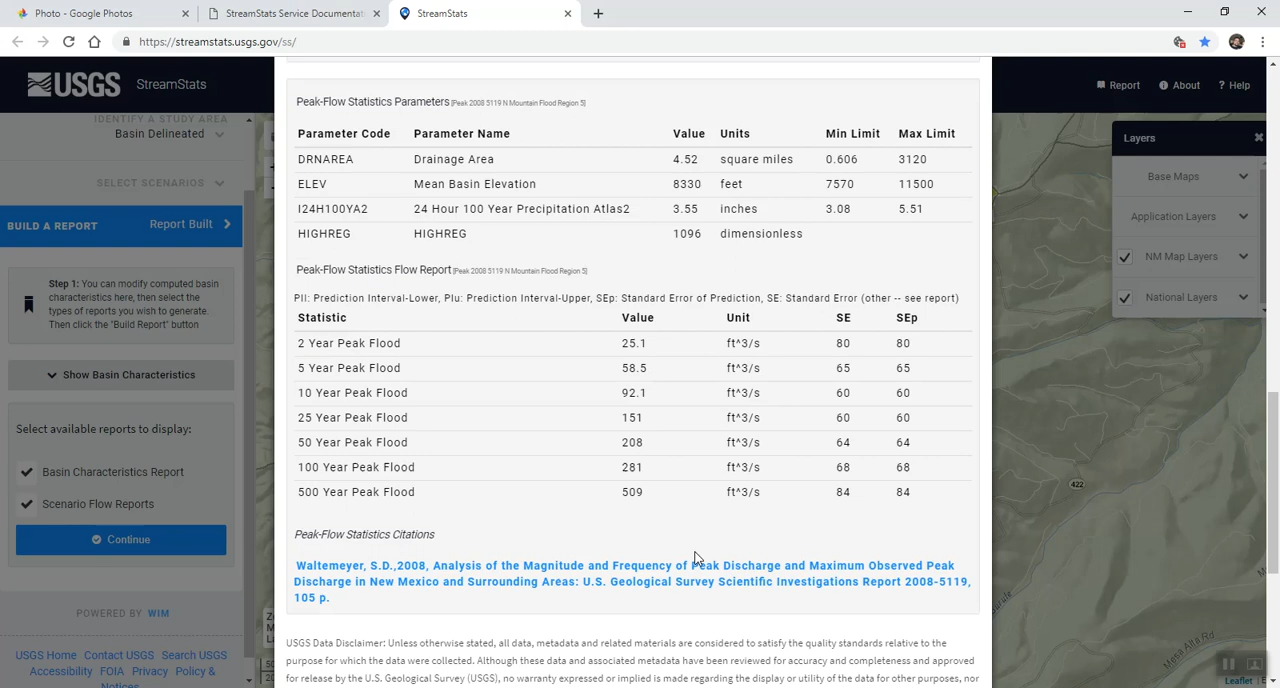 Photo - Google Photos
StreamStats Service Documentat
StreamStats
https://streamstats.usgs.gov/ss/
USGS StreamStats
Report About ? Help
IDENTIFY A STUDY AREA
Basin Delineated
SELECT SCENARIOS
BUILD A REPORT Report Built
Step 1: You can modify computed basin
characteristics here, then select the
types of reports you wish to generate.
Then click the "Build Report" button
Show Basin Characteristics
Select available reports to display:
Basin Characteristics Report
Scenario Flow Reports
Continue
POWERED BY WIM
USGS Home Contact USGS Search USGS
Accessibility FOIA Privacy Policy &
Notices
Peak-Flow Statistics Parameters [Peak 2008 5119 N Mountain Flood Region 5]
Parameter Code Parameter Name Value Units Min Limit Max Limit
DRNAREA Drainage Area 4.52 square miles 0.606 3120
ELEV Mean Basin Elevation 8330 feet 7570 11500
I24H100YA2 24 Hour 100 Year Precipitation Atlas2 3.55 inches 3.08 5.51
HIGHREG HIGHREG 1096 dimensionless
Peak-Flow Statistics Flow Report [Peak 2008 5119 N Mountain Flood Region 5]
PIl: Prediction Interval-Lower, PIu: Prediction Interval-Upper, SEp: Standard Error of Prediction, SE: Standard Error (other -- see report)
Statistic Value Unit SE SEp
2 Year Peak Flood 25.1 ft^3/s 80 80
5 Year Peak Flood 58.5 ft^3/s 65 65
10 Year Peak Flood 92.1 ft^3/s 60 60
25 Year Peak Flood 151 ft^3/s 60 60
50 Year Peak Flood 208 ft^3/s 64 64
100 Year Peak Flood 281 ft^3/s 68 68
500 Year Peak Flood 509 ft^3/s 84 84
Peak-Flow Statistics Citations
Waltemeyer, S.D.,2008, Analysis of the Magnitude and Frequency of Peak Discharge and Maximum Observed Peak
Discharge in New Mexico and Surrounding Areas: U.S. Geological Survey Scientific Investigations Report 2008-5119,
105 p.
USGS Data Disclaimer: Unless otherwise stated, all data, metadata and related materials are considered to satisfy the quality standards relative to the
purpose for which the data were collected. Although these data and associated metadata have been reviewed for accuracy and completeness and approved
for release by the U.S. Geological Survey (USGS), no warranty expressed or implied is made regarding the display or utility of the data for other purposes, nor
Layers
Base Maps
Application Layers
NM Map Layers
National Layers
422
Mesa Alta Rd
Leaflet